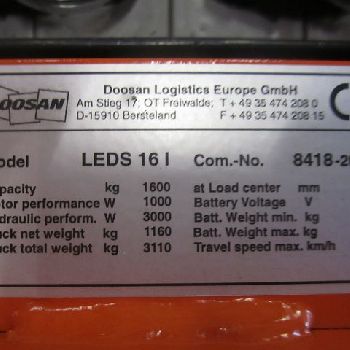 DOOSAN
Doosan Logistics Europe GmbH
Am Stieg 17, OT Freiwalde, T +49 35 474 208 0
D-15910 Bersteland F +49 35 474 208 15
odel LEDS 16 I Com.-No. 8418-2
pacity kg 1600 at Load center mm
otor performance W 1000 Battery Voltage V
draulic perform. W 3000 Batt. Weight min. kg
uck net weight kg 1160 Batt. Weight max. kg
uck total weight kg 3110 Travel speed max. km/h